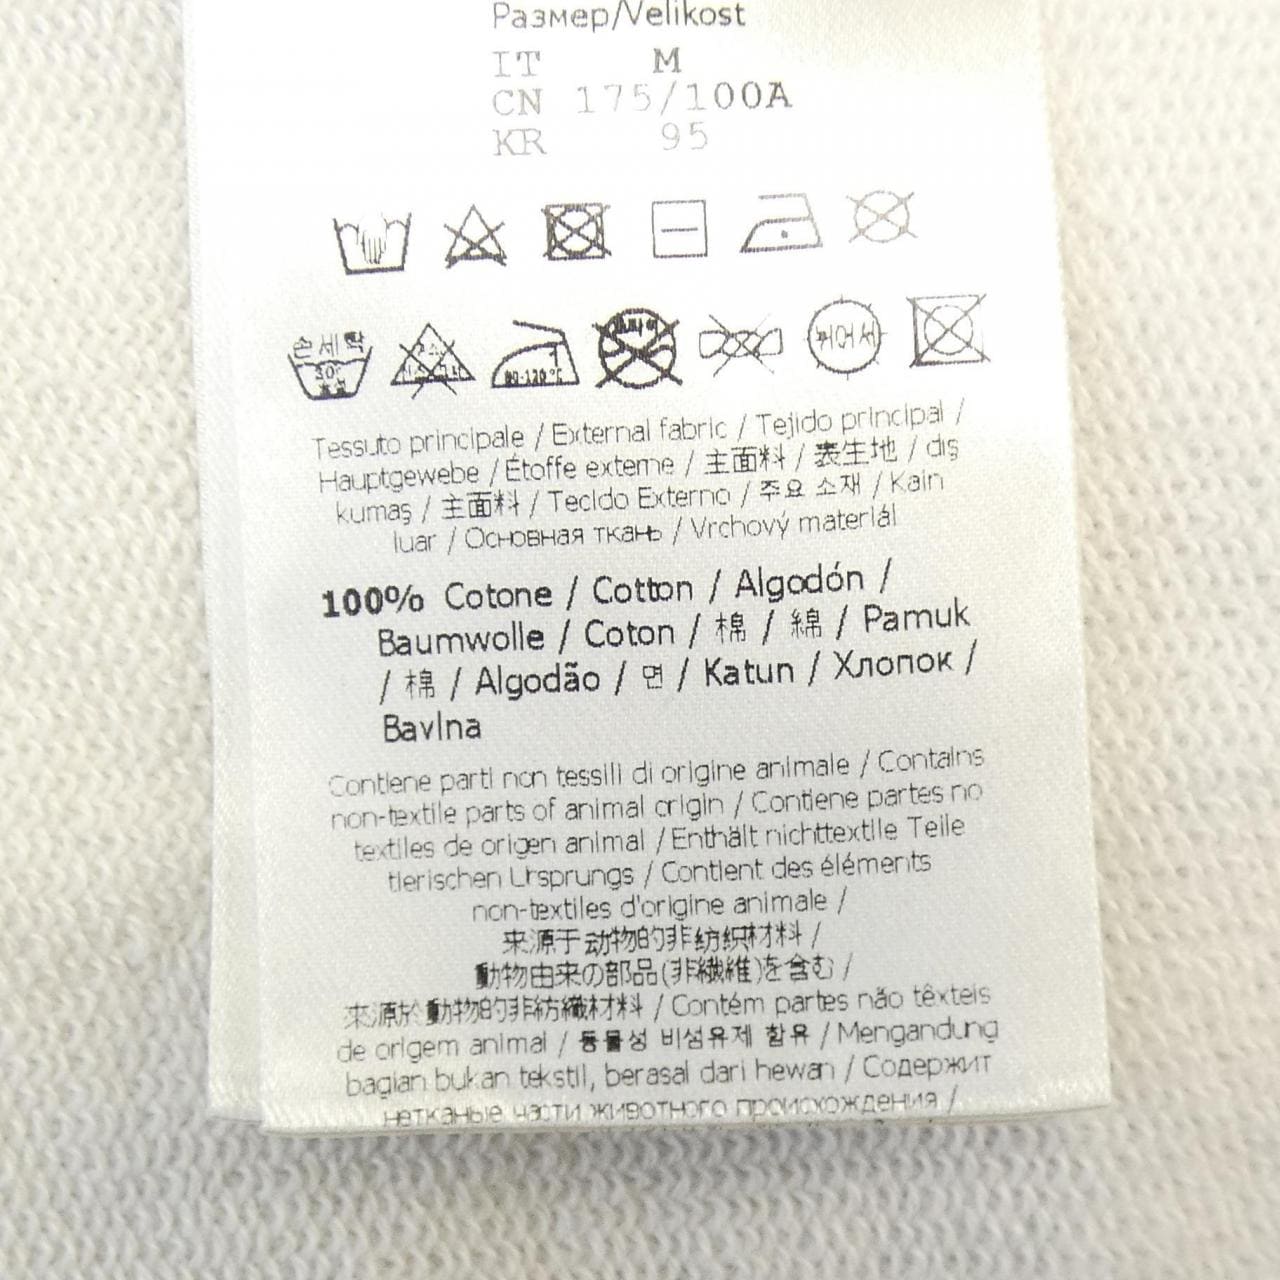 Размер/Velikost
IT M
CN 175/100A
KR 95
손세탁
30℃
중성
80-120℃
뀌어서
Tessuto principale / External fabric / Tejido principal /
Hauptgewebe / Étoffe externe / 主面料 / 表生地 / dış
kumaş / 主面料 / Tecido Externo / 주요 소재 / Kain
luar / Основная ткань / Vrchový materiál
100% Cotone / Cotton / Algodón /
Baumwolle / Coton / 棉 / 綿 / Pamuk
/ 棉 / Algodão / 면 / Katun / Хлопок /
Bavlna
Contiene parti non tessili di origine animale / Contains
non-textile parts of animal origin / Contiene partes no
textiles de origen animal / Enthält nichttextile Teile
tierischen Ursprungs / Contient des éléments
non-textiles d'origine animale /
来源于动物的非纺织材料 /
動物由来の部品(非繊維)を含む /
來源於動物的非紡織材料 / Contém partes não têxteis
de origem animal / 동물성 비섬유제 함유 / Mengandung
bagian bukan tekstil, berasal dari hewan / Содержит
нетканые части животного происхождения /